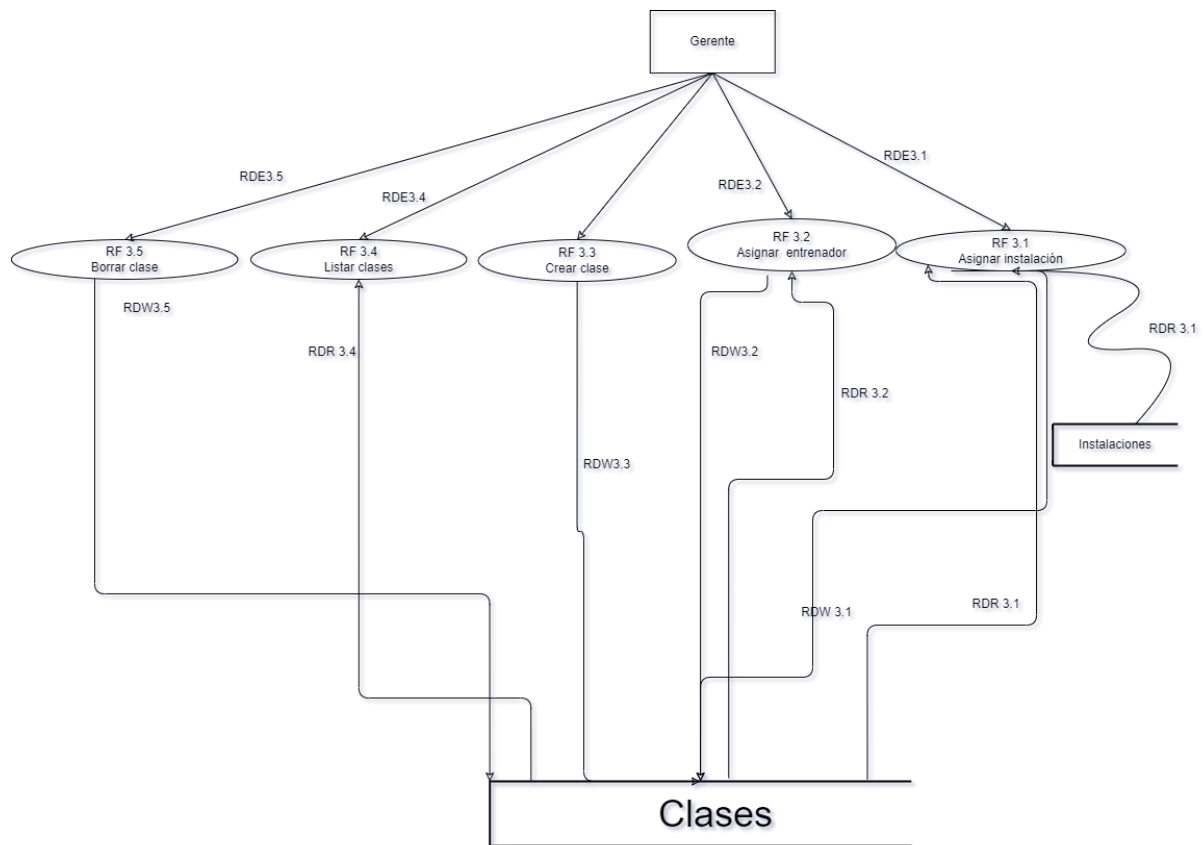 Gerente
RDE3.1
RDE3.5
RDE3.2
RDE3.4
RF 3.5
Borrar clase
RF 3.4
Listar clases
RF 3.3
Crear clase
RF 3.2
Asignar entrenador
RF 3.1
Asignar instalación
RDW3.5
RDR 3.4
RDW3.2
RDR 3.1
RDR 3.2
Instalaciones
RDW3.3
RDW 3.1
RDR 3.1
Clases